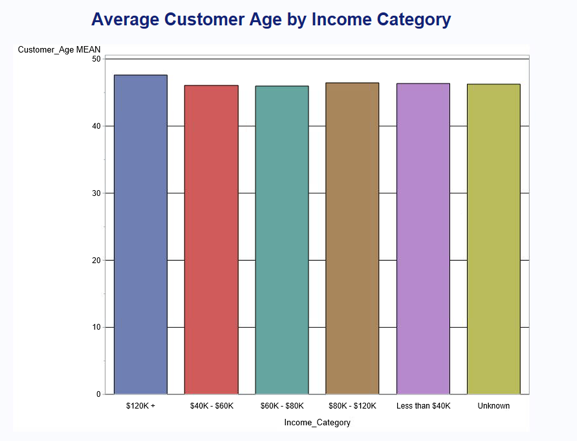 Average Customer Age by Income Category
Customer_Age MEAN
50
40
30
20
10
0
$120K + $40K - $60K $60K - $80K $80K - $120K Less than $40K Unknown
Income_Category